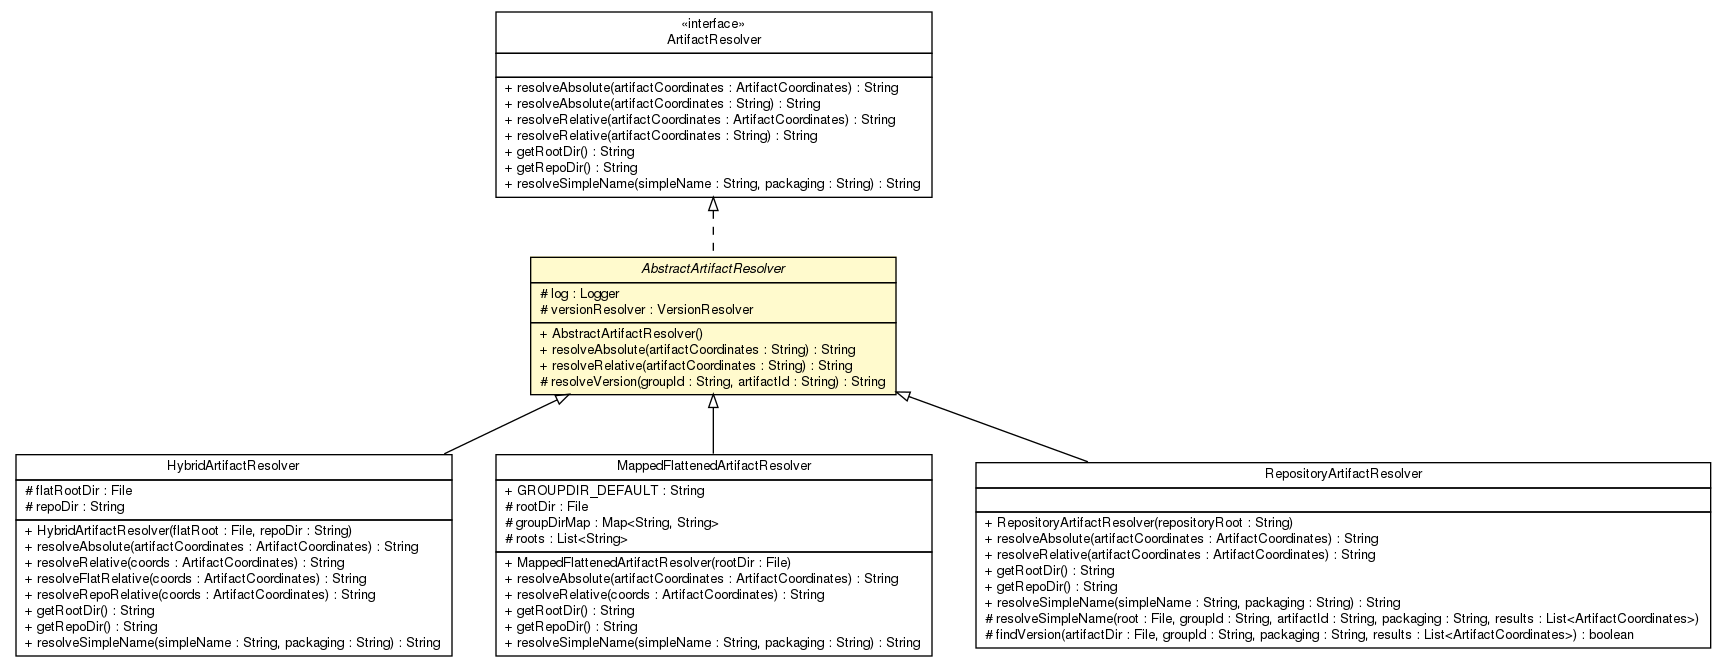 «interface»
ArtifactResolver
+ resolveAbsolute(artifactCoordinates : ArtifactCoordinates) : String
+ resolveAbsolute(artifactCoordinates : String) : String
+ resolveRelative(artifactCoordinates : ArtifactCoordinates) : String
+ resolveRelative(artifactCoordinates : String) : String
+ getRootDir() : String
+ getRepoDir() : String
+ resolveSimpleName(simpleName : String, packaging : String) : String
AbstractArtifactResolver
# log : Logger
# versionResolver : VersionResolver
+ AbstractArtifactResolver()
+ resolveAbsolute(artifactCoordinates : String) : String
+ resolveRelative(artifactCoordinates : String) : String
# resolveVersion(groupId : String, artifactId : String) : String
HybridArtifactResolver
# flatRootDir : File
# repoDir : String
+ HybridArtifactResolver(flatRoot : File, repoDir : String)
+ resolveAbsolute(artifactCoordinates : ArtifactCoordinates) : String
+ resolveRelative(coords : ArtifactCoordinates) : String
+ resolveFlatRelative(coords : ArtifactCoordinates) : String
+ resolveRepoRelative(coords : ArtifactCoordinates) : String
+ getRootDir() : String
+ getRepoDir() : String
+ resolveSimpleName(simpleName : String, packaging : String) : String
MappedFlattenedArtifactResolver
+ GROUPDIR_DEFAULT : String
# rootDir : File
# groupDirMap : Map<String, String>
# roots : List<String>
+ MappedFlattenedArtifactResolver(rootDir : File)
+ resolveAbsolute(artifactCoordinates : ArtifactCoordinates) : String
+ resolveRelative(coords : ArtifactCoordinates) : String
+ getRootDir() : String
+ getRepoDir() : String
+ resolveSimpleName(simpleName : String, packaging : String) : String
RepositoryArtifactResolver
+ RepositoryArtifactResolver(repositoryRoot : String)
+ resolveAbsolute(artifactCoordinates : ArtifactCoordinates) : String
+ resolveRelative(artifactCoordinates : ArtifactCoordinates) : String
+ getRootDir() : String
+ getRepoDir() : String
+ resolveSimpleName(simpleName : String, packaging : String) : String
# resolveSimpleName(root : File, groupId : String, artifactId : String, packaging : String, results : List<ArtifactCoordinates>)
# findVersion(artifactDir : File, groupId : String, packaging : String, results : List<ArtifactCoordinates>) : boolean